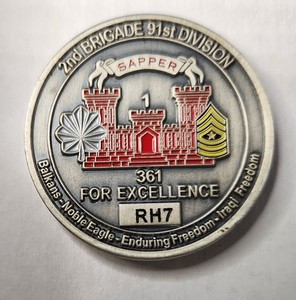 2nd BRIGADE 91st DIVISION
SAPPER
1
361
FOR EXCELLENCE
RH7
Balkans - Noble Eagle - Enduring Freedom - Iraqi Freedom